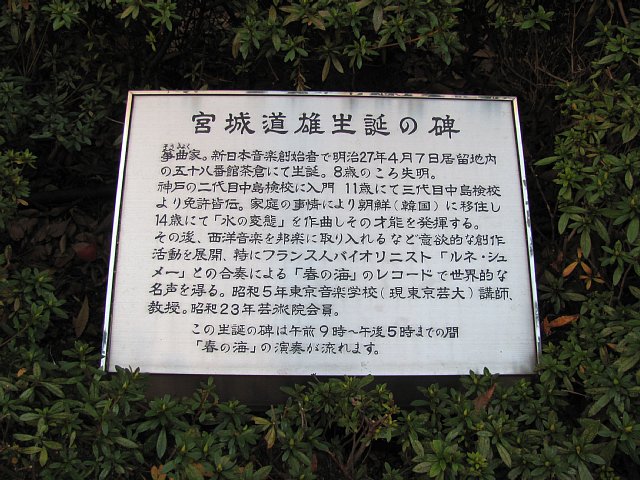 宮城道雄生誕の碑
そうきょく
箏曲家。新日本音楽創始者で明治27年4月7日居留地内
の五十八番館茶倉にて生誕。8歳のころ失明。
神戸の二代目中島検校に入門 11歳にて三代目中島検校
より免許皆伝。家庭の事情により朝鮮(韓国)に移住し
14歳にて「水の変態」を作曲しその才能を発揮する。
その後、西洋音楽を邦楽に取り入れるなど意欲的な創作
活動を展開、特にフランス人バイオリニスト「ルネ・シュ
メー」との合奏による「春の海」のレコードで世界的な
名声を得る。昭和5年東京音楽学校(現東京芸大)講師、
教授。昭和23年芸術院会員。
この生誕の碑は午前9時〜午後5時までの間
「春の海」の演奏が流れます。